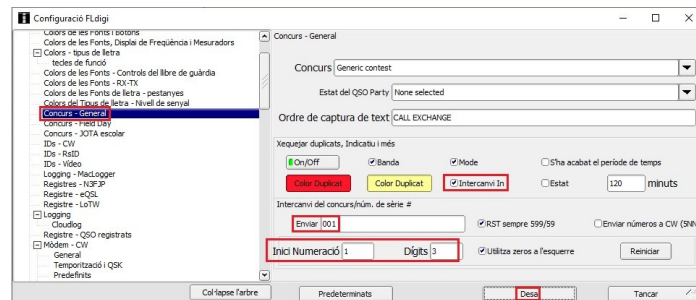 Configuració FLdigi
Colors de les Fonts i botons
Colors de les Fonts, Displai de Freqüència i Mesuradors
Colors - tipus de lletra
tecles de funció
Colors de les Fonts - Controls del llibre de guàrdia
Colors de les Fonts - RX-TX
Colors de les Fonts de lletra - pestanyes
Colors del Tipus de lletra - Nivell de senyal
Concurs - General
Concurs - Field Day
Concurs - JOTA escolar
IDs - CW
IDs - RsID
IDs - Vídeo
Logging - MacLogger
Registres - N3FJP
Registre - eQSL
Registre - LoTW
Logging
Cloudlog
Registre - QSO registrats
Mòdem - CW
General
Temporització i QSK
Predefinits
Col·lapse l'arbre
Concurs - General
Concurs Generic contest
Estat del QSO Party None selected
Ordre de captura de text CALL EXCHANGE
Xequejar duplicats, Indicatiu i més
On/Off Banda Mode S'ha acabat el període de temps
Color Duplicat Color Duplicat Intercanvi In Estat 120 minuts
Intercanvi del concurs/núm. de sèrie #
Enviar 001 RST sempre 599/59 Enviar números a CW (5NN
Inici Numeració 1 Dígits 3 Utilitza zeros a l'esquerre Reiniciar
Predeterminats Desa Tancar